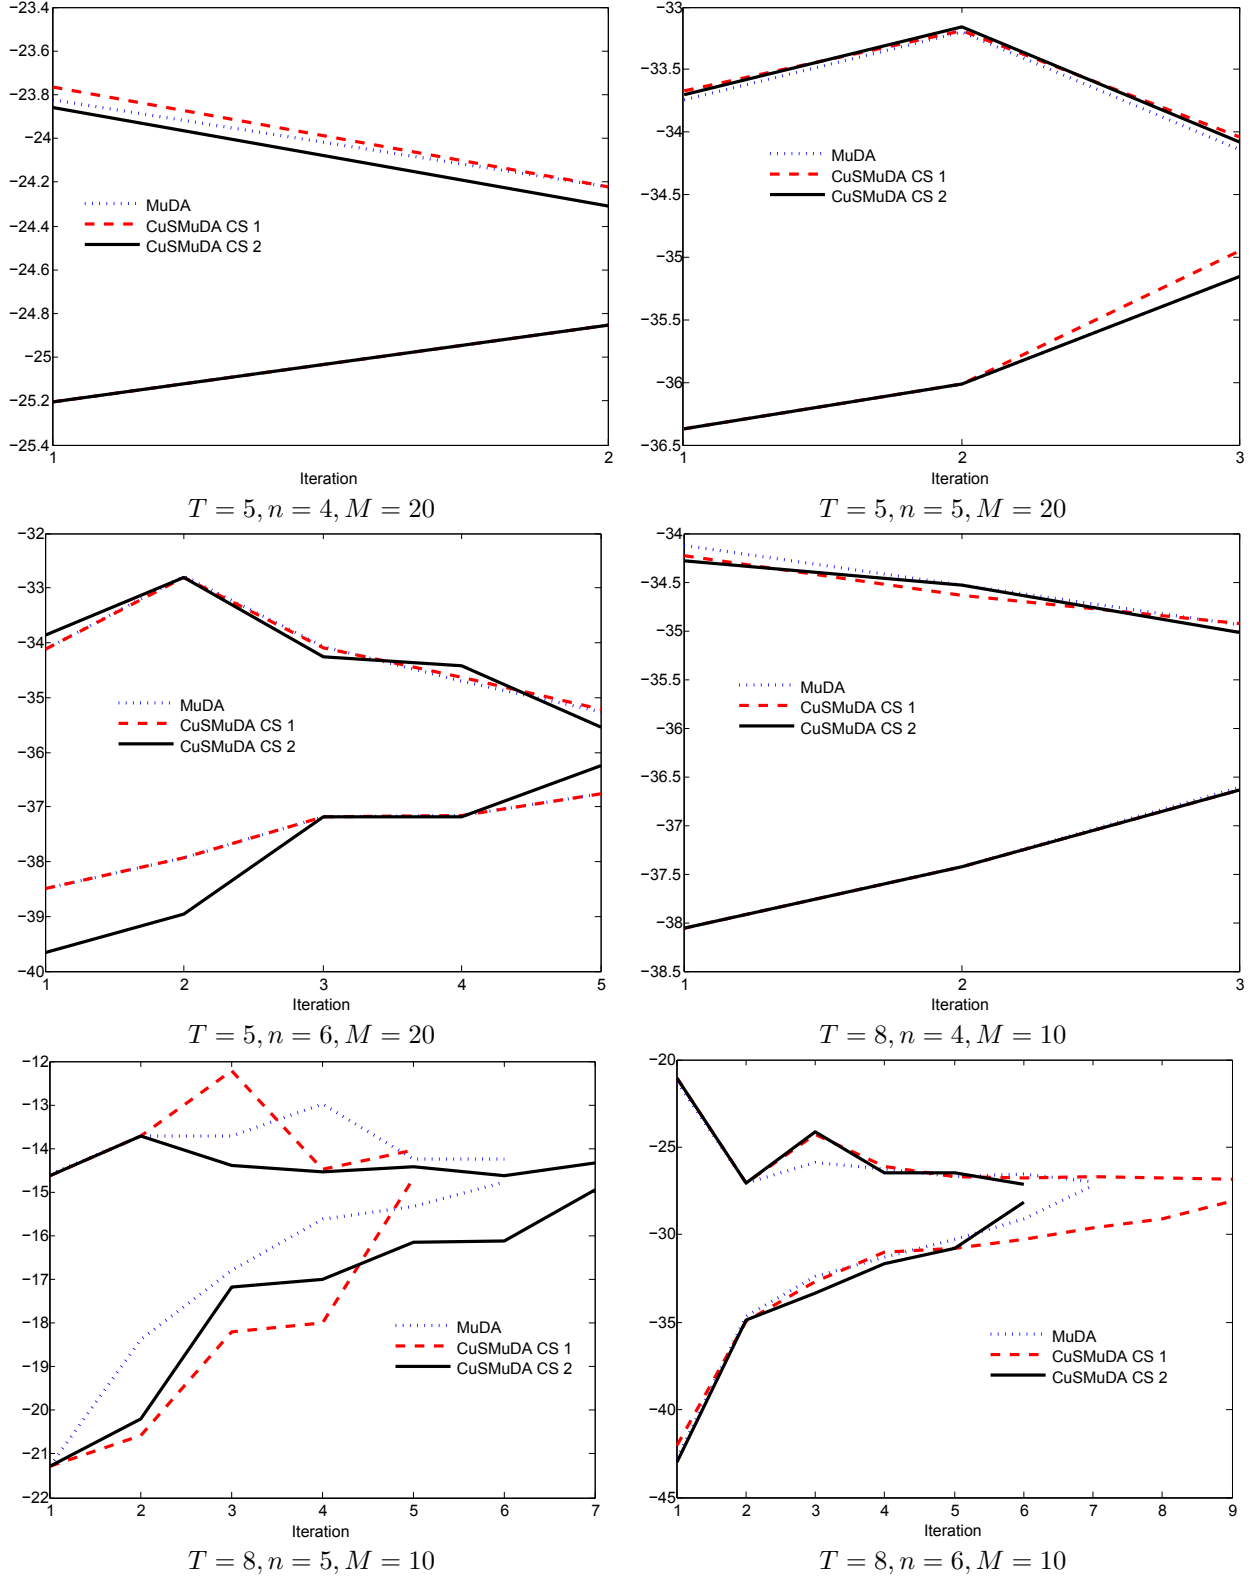 −23.4
−23.6
−23.8
−24
−24.2
−24.4
−24.6
−24.8
−25
−25.2
−25.4
1
2
Iteration
MuDA
CuSMuDA CS 1
CuSMuDA CS 2
T = 5, n = 4, M = 20
−33
−33.5
−34
−34.5
−35
−35.5
−36
−36.5
1
2
3
Iteration
MuDA
CuSMuDA CS 1
CuSMuDA CS 2
T = 5, n = 5, M = 20
−32
−33
−34
−35
−36
−37
−38
−39
−40
1
2
3
4
5
Iteration
MuDA
CuSMuDA CS 1
CuSMuDA CS 2
T = 5, n = 6, M = 20
−34
−34.5
−35
−35.5
−36
−36.5
−37
−37.5
−38
−38.5
1
2
3
Iteration
MuDA
CuSMuDA CS 1
CuSMuDA CS 2
T = 8, n = 4, M = 10
−12
−13
−14
−15
−16
−17
−18
−19
−20
−21
−22
1
2
3
4
5
6
7
Iteration
MuDA
CuSMuDA CS 1
CuSMuDA CS 2
T = 8, n = 5, M = 10
−20
−25
−30
−35
−40
−45
1
2
3
4
5
6
7
8
9
Iteration
MuDA
CuSMuDA CS 1
CuSMuDA CS 2
T = 8, n = 6, M = 10